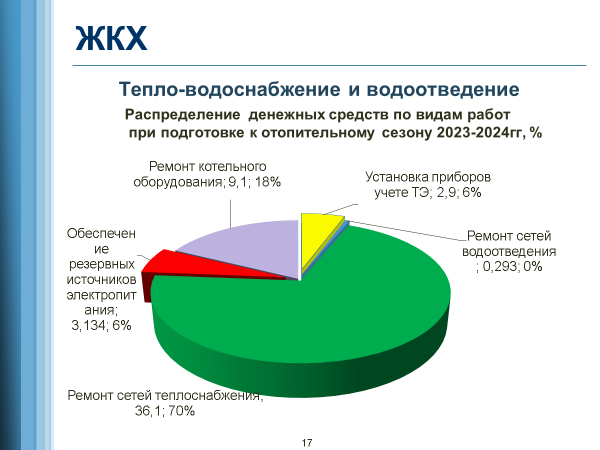 ЖКХ
Тепло-водоснабжение и водоотведение
Распределение денежных средств по видам работ
при подготовке к отопительному сезону 2023-2024гг, %
Ремонт котельного
оборудования; 9,1; 18%
Установка приборов
учете ТЭ; 2,9; 6%
Обеспечен
ие
резервных
источников
электропит
ания;
3,134; 6%
Ремонт сетей
водоотведения
; 0,293; 0%
Ремонт сетей теплоснабжения;
36,1; 70%
17